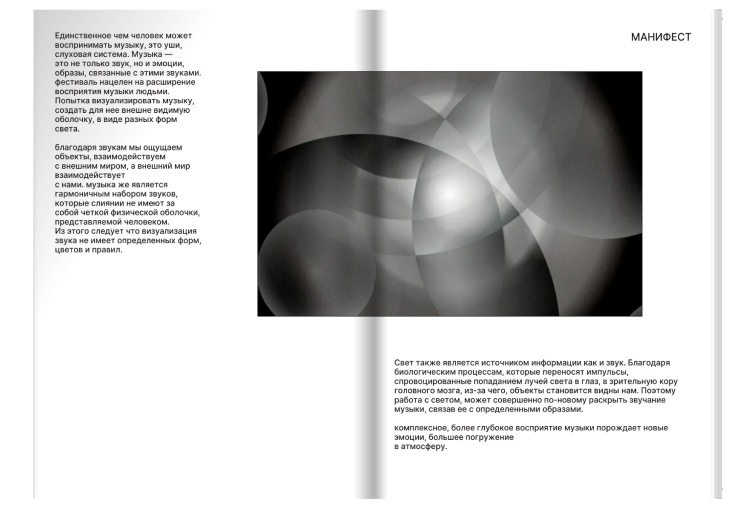 Единственное чем человек может
воспринимать музыку, это уши,
слуховая система. Музыка —
это не только звук, но и эмоции,
образы, связанные с этими звуками.
фестиваль нацелен на расширение
восприятия музыки людьми.
Попытка визуализировать музыку,
создать для нее внешне видимую
оболочку, в виде разных форм
света.
благодаря звукам мы ощущаем
объекты, взаимодействуем
с внешним миром, а внешний мир
взаимодействует
с нами. музыка же является
гармоничным набором звуков,
которые слиянии не имеют за
собой четкой физической оболочки,
представляемой человеком.
Из этого следует что визуализация
звука не имеет определенных форм,
цветов и правил.
МАНИФЕСТ
Свет также является источником информации как и звук. Благодаря
биологическим процессам, которые переносят импульсы,
спровоцированные попаданием лучей света в глаз, в зрительную кору
головного мозга, из-за чего, объекты становится видны нам. Поэтому
работа с светом, может совершенно по-новому раскрыть звучание
музыки, связав ее с определенными образами.
комплексное, более глубокое восприятие музыки порождает новые
эмоции, большее погружение
в атмосферу.